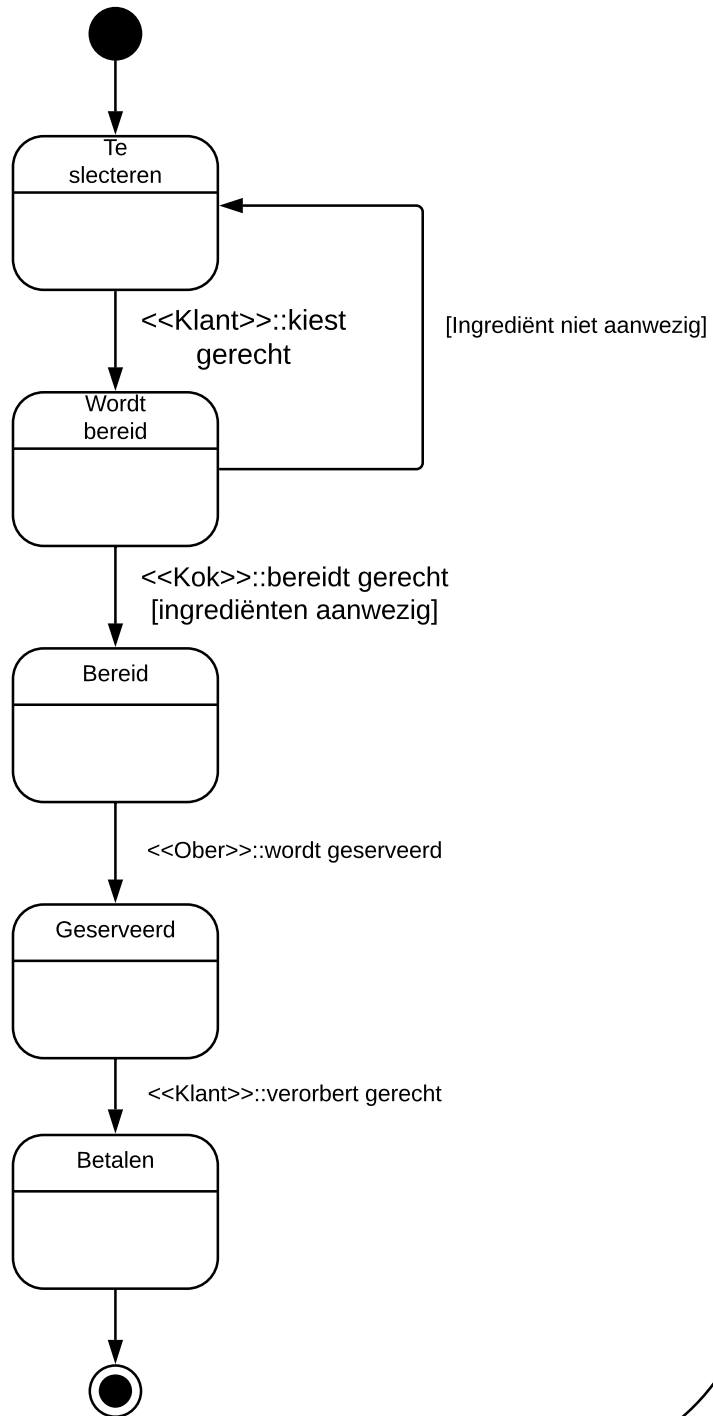 Te
slecteren
<<Klant>>::kiest
gerecht
[Ingrediënt niet aanwezig]
Wordt
bereid
<<Kok>>::bereidt gerecht
[ingrediënten aanwezig]
Bereid
<<Ober>>::wordt geserveerd
Geserveerd
<<Klant>>::verorbert gerecht
Betalen